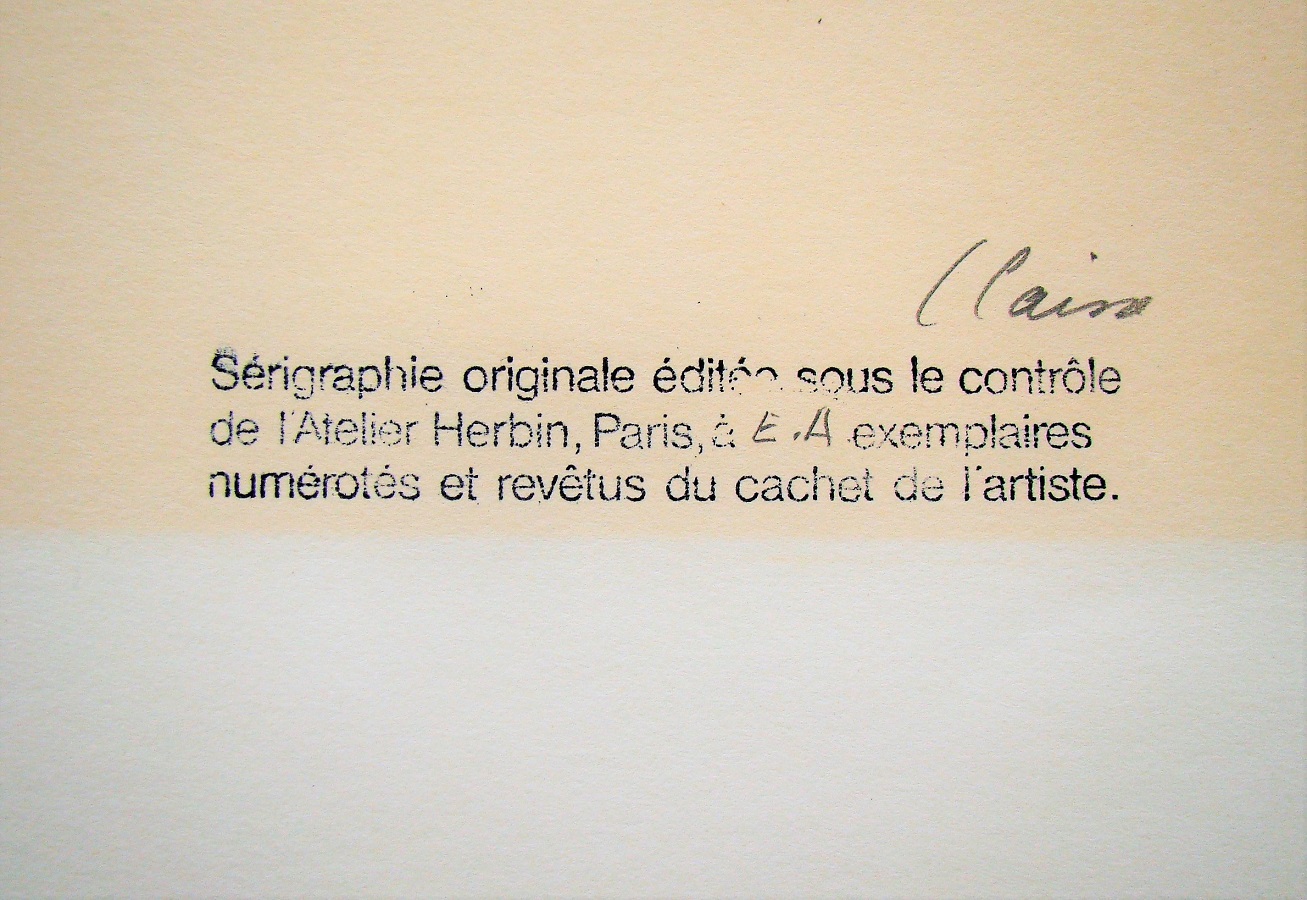 Claisse
Sérigraphie originale éditée sous le contrôle
de l'Atelier Herbin, Paris, à E.A exemplaires
numérotés et revêtus du cachet de l'artiste.